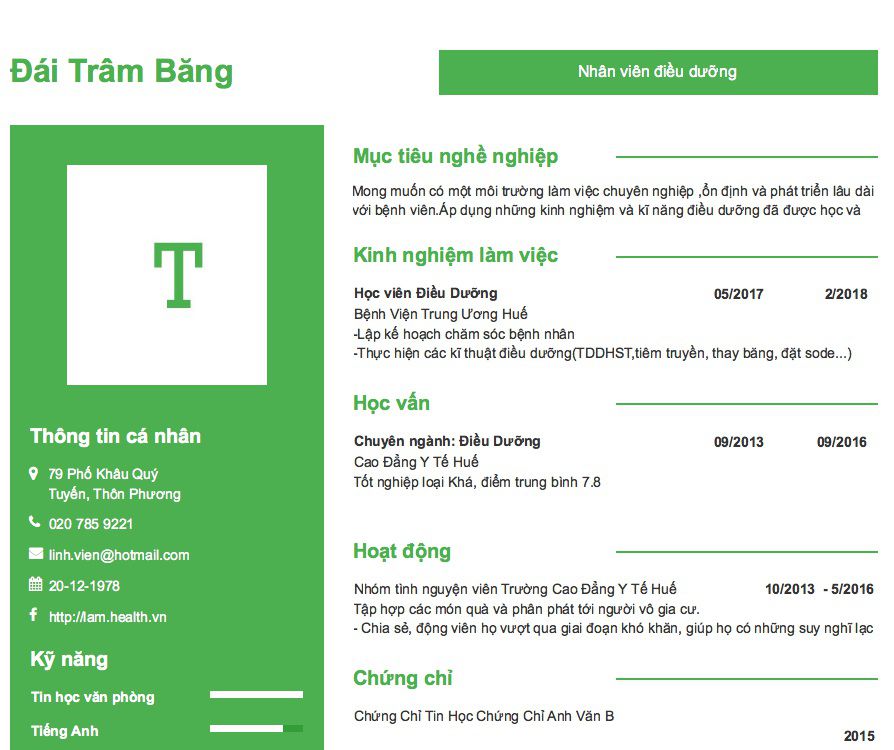 Đái Trâm Băng
Nhân viên điều dưỡng
T
Thông tin cá nhân
79 Phố Khâu Quý
Tuyến, Thôn Phương
020 785 9221
linh.vien@hotmail.com
20-12-1978
http://lam.health.vn
Kỹ năng
Tin học văn phòng
Tiếng Anh
Mục tiêu nghề nghiệp
Mong muốn có một môi trường làm việc chuyên nghiệp ,ổn định và phát triển lâu dài
với bệnh viên.Áp dụng những kinh nghiệm và kĩ năng điều dưỡng đã được học và
Kinh nghiệm làm việc
Học viên Điều Dưỡng 05/2017 2/2018
Bệnh Viện Trung Ương Huế
-Lập kế hoạch chăm sóc bệnh nhân
-Thực hiện các kĩ thuật điều dưỡng(TDDHST,tiêm truyền, thay băng, đặt sode...)
Học vấn
Chuyên ngành: Điều Dưỡng 09/2013 09/2016
Cao Đẳng Y Tế Huế
Tốt nghiệp loại Khá, điểm trung bình 7.8
Hoạt động
Nhóm tình nguyện viên Trường Cao Đẳng Y Tế Huế 10/2013 - 5/2016
Tập hợp các món quà và phân phát tới người vô gia cư.
- Chia sẻ, động viên họ vượt qua giai đoạn khó khăn, giúp họ có những suy nghĩ lạc
Chứng chỉ
Chứng Chỉ Tin Học Chứng Chỉ Anh Văn B
2015